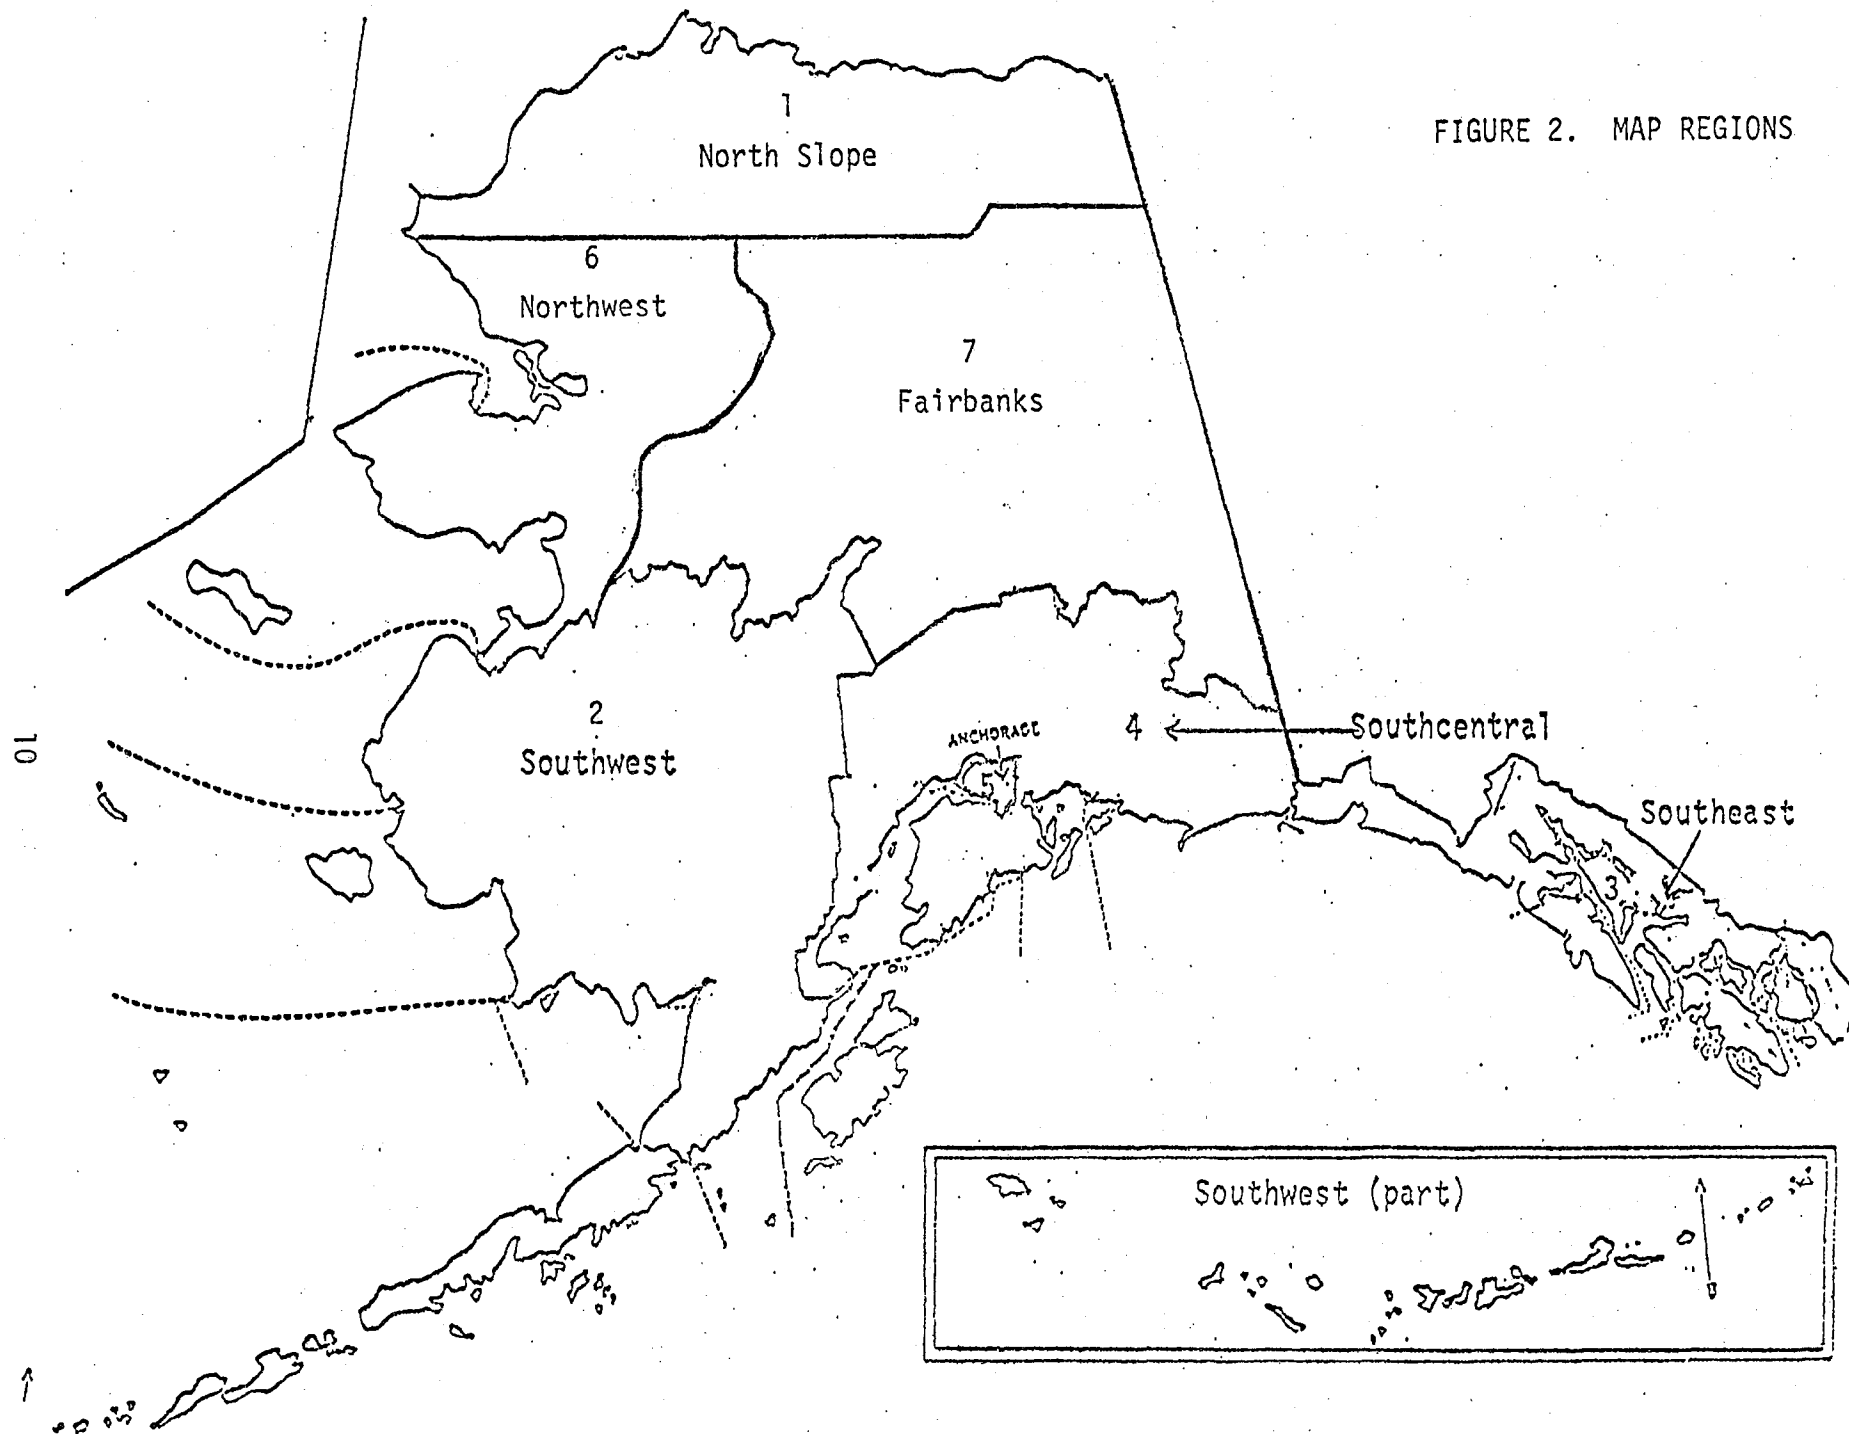 FIGURE 2. MAP REGIONS
1
North Slope
6
Northwest
7
Fairbanks
2
Southwest
ANCHORAGE
5
4
Southcentral
Southeast
3
Southwest (part)
10